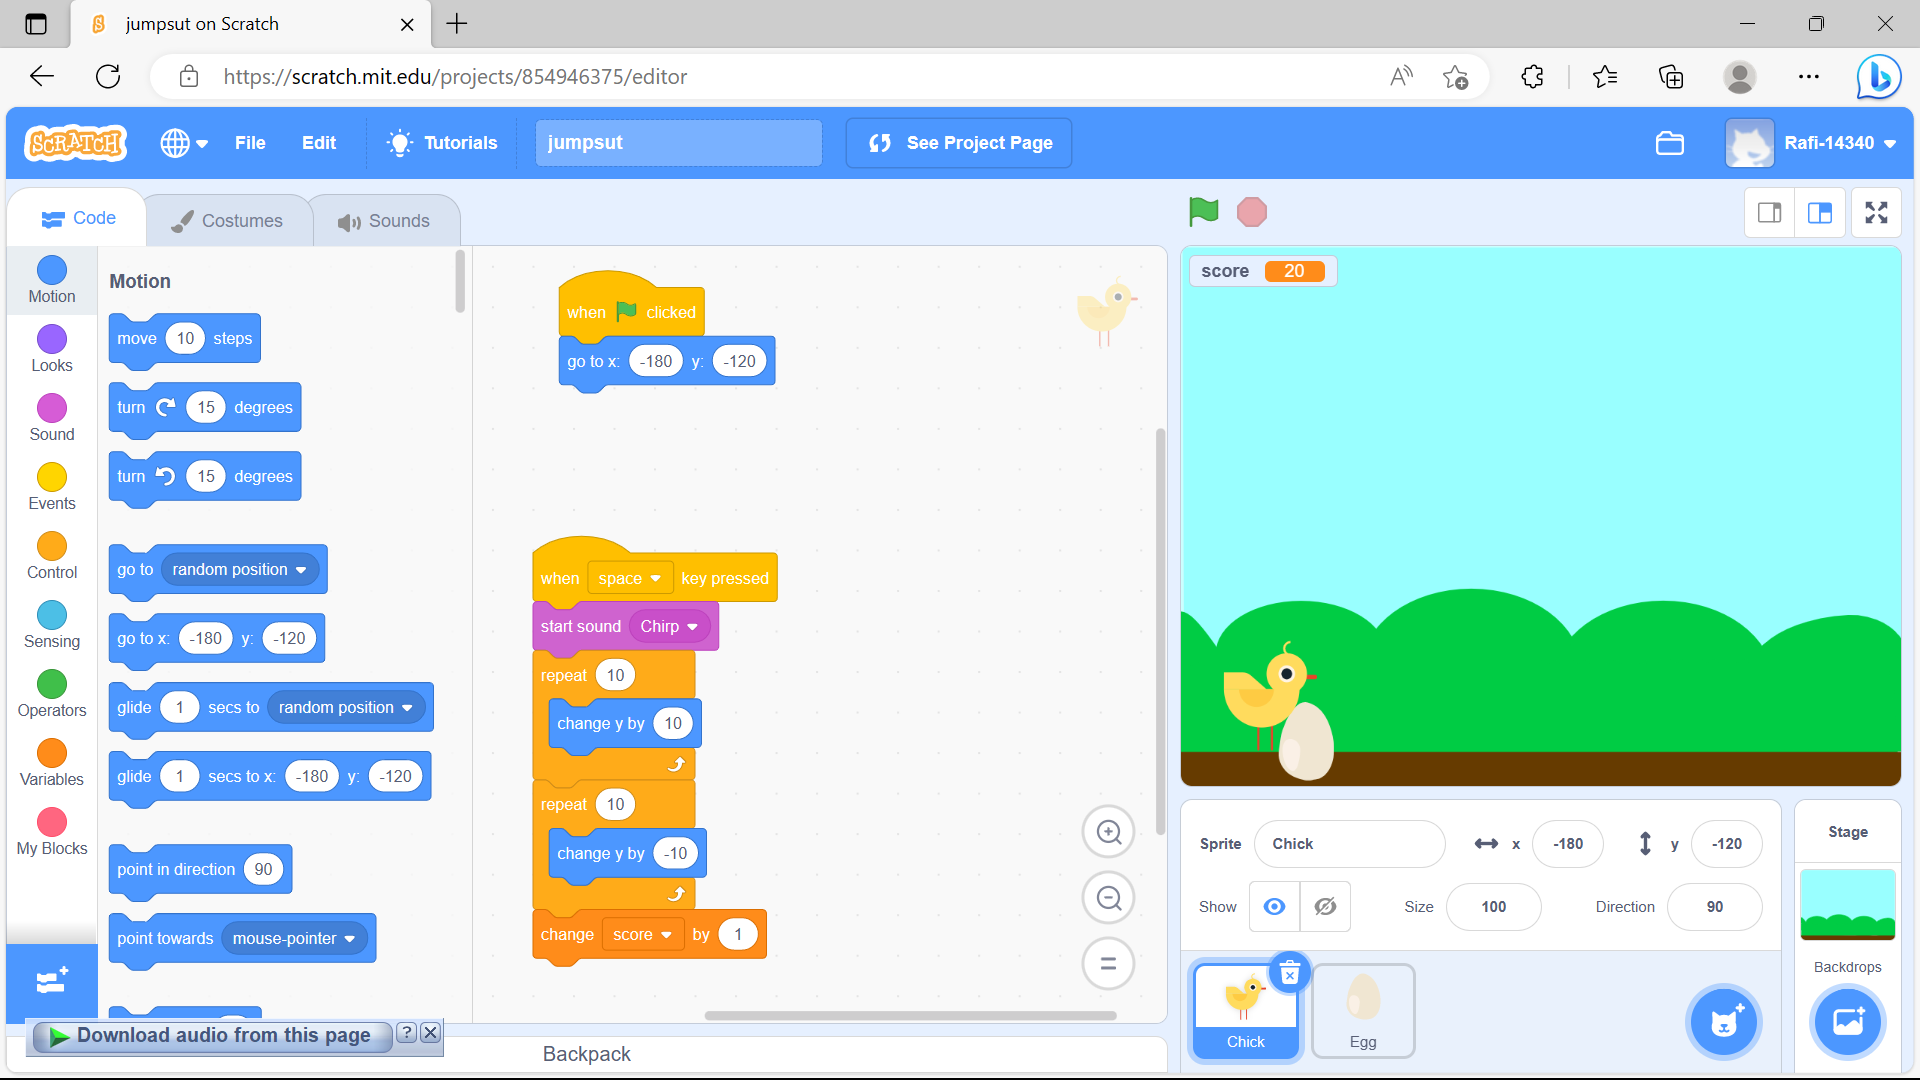 jumpsut on Scratch
https://scratch.mit.edu/projects/854946375/editor
SCRATCH File Edit Tutorials jumpsut See Project Page Rafi-14340
Code Costumes Sounds
Motion
Looks
Sound
Events
Control
Sensing
Operators
Variables
My Blocks
Motion
move 10 steps
turn 15 degrees
turn 15 degrees
go to random position
go to x: -180 y: -120
glide 1 secs to random position
glide 1 secs to x: -180 y: -120
point in direction 90
point towards mouse-pointer
when clicked
go to x: -180 y: -120
when space key pressed
start sound Chirp
repeat 10
change y by 10
repeat 10
change y by -10
change score by 1
score 20
Sprite Chick x -180 y -120
Show Size 100 Direction 90
Chick
Egg
Stage
Backdrops
Download audio from this page ?
Backpack